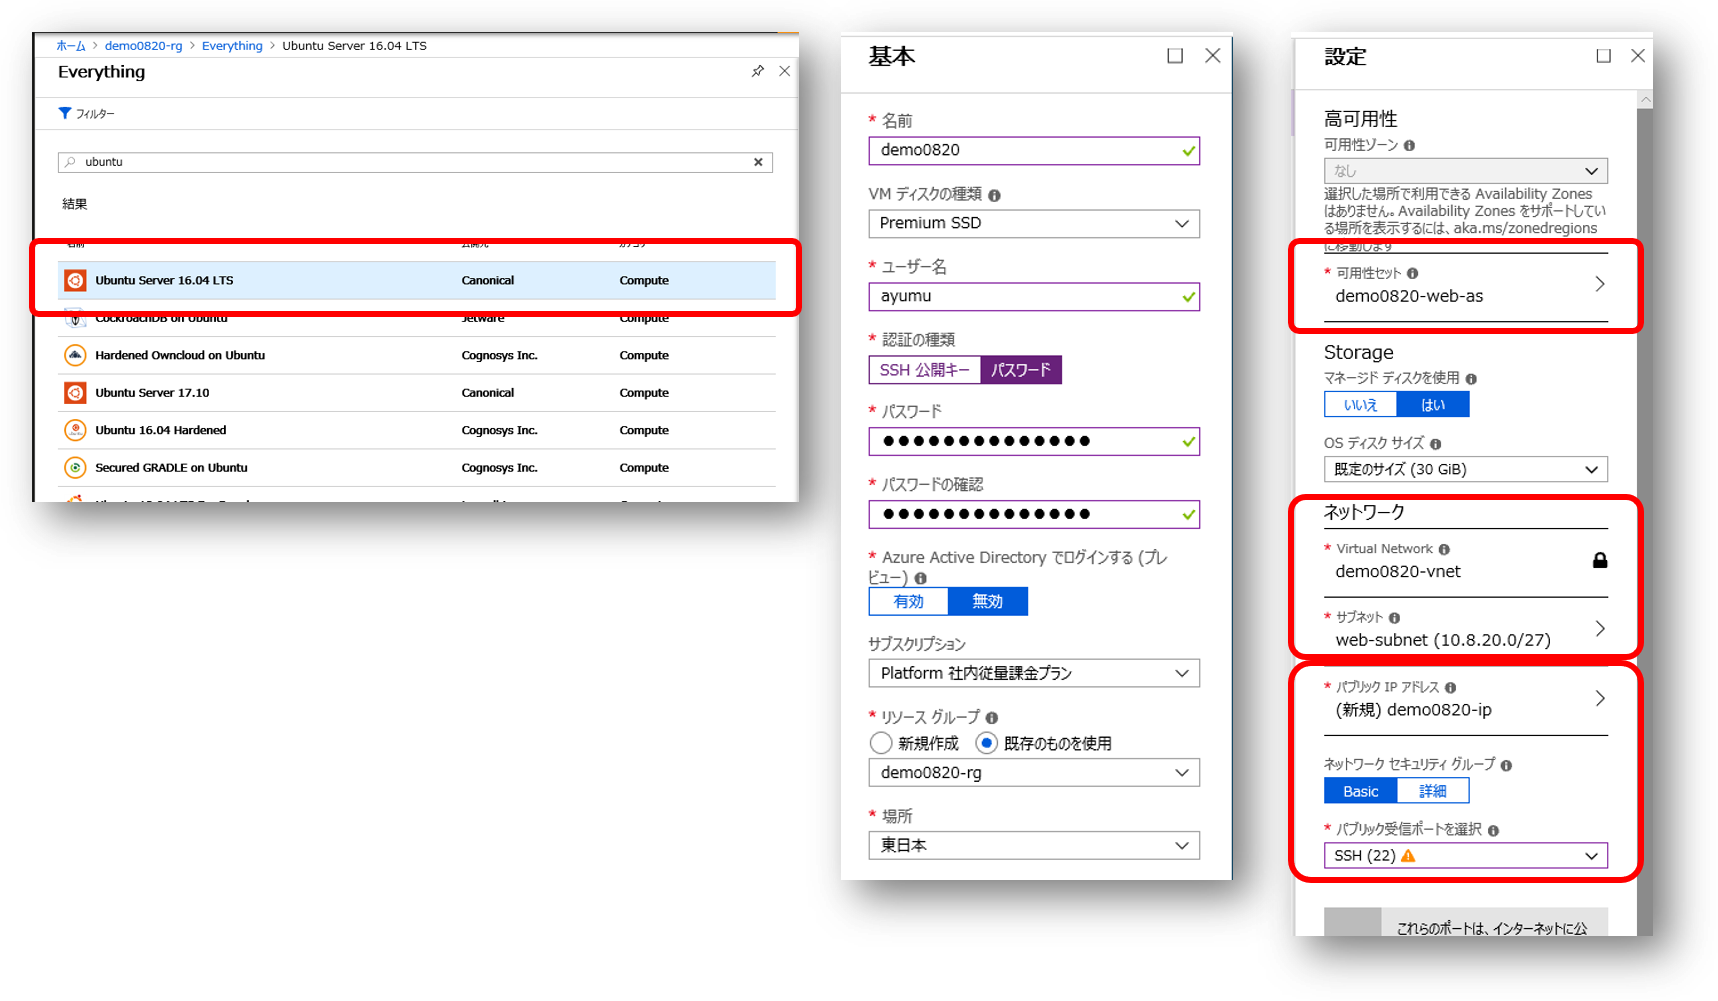 ホーム > demo0820-rg > Everything > Ubuntu Server 16.04 LTS
Everything
フィルター
ubuntu
結果
名前 公開元 カテゴリ
Ubuntu Server 16.04 LTS Canonical Compute
CockroachDB on Ubuntu Jetware Compute
Hardened Owncloud on Ubuntu Cognosys Inc. Compute
Ubuntu Server 17.10 Canonical Compute
Ubuntu 16.04 Hardened Cognosys Inc. Compute
Secured GRADLE on Ubuntu Cognosys Inc. Compute
基本
* 名前
demo0820
VM ディスクの種類
Premium SSD
* ユーザー名
ayumu
* 認証の種類
SSH 公開キー パスワード
* パスワード
●●●●●●●●●●●●●●
* パスワードの確認
●●●●●●●●●●●●●●
* Azure Active Directory でログインする (プレ
ビュー)
有効 無効
サブスクリプション
Platform 社内従量課金プラン
* リソース グループ
新規作成 既存のものを使用
demo0820-rg
* 場所
東日本
設定
高可用性
可用性ゾーン
なし
選択した場所で利用できる Availability Zones
はありません。Availability Zones をサポートしてい
る場所を表示するには、aka.ms/zonedregions
に移動します
* 可用性セット
demo0820-web-as
Storage
マネージド ディスクを使用
いいえ はい
OS ディスク サイズ
既定のサイズ (30 GiB)
ネットワーク
* Virtual Network
demo0820-vnet
* サブネット
web-subnet (10.8.20.0/27)
* パブリック IP アドレス
(新規) demo0820-ip
ネットワーク セキュリティ グループ
Basic 詳細
* パブリック受信ポートを選択
SSH (22)
これらのポートは、インターネットに公